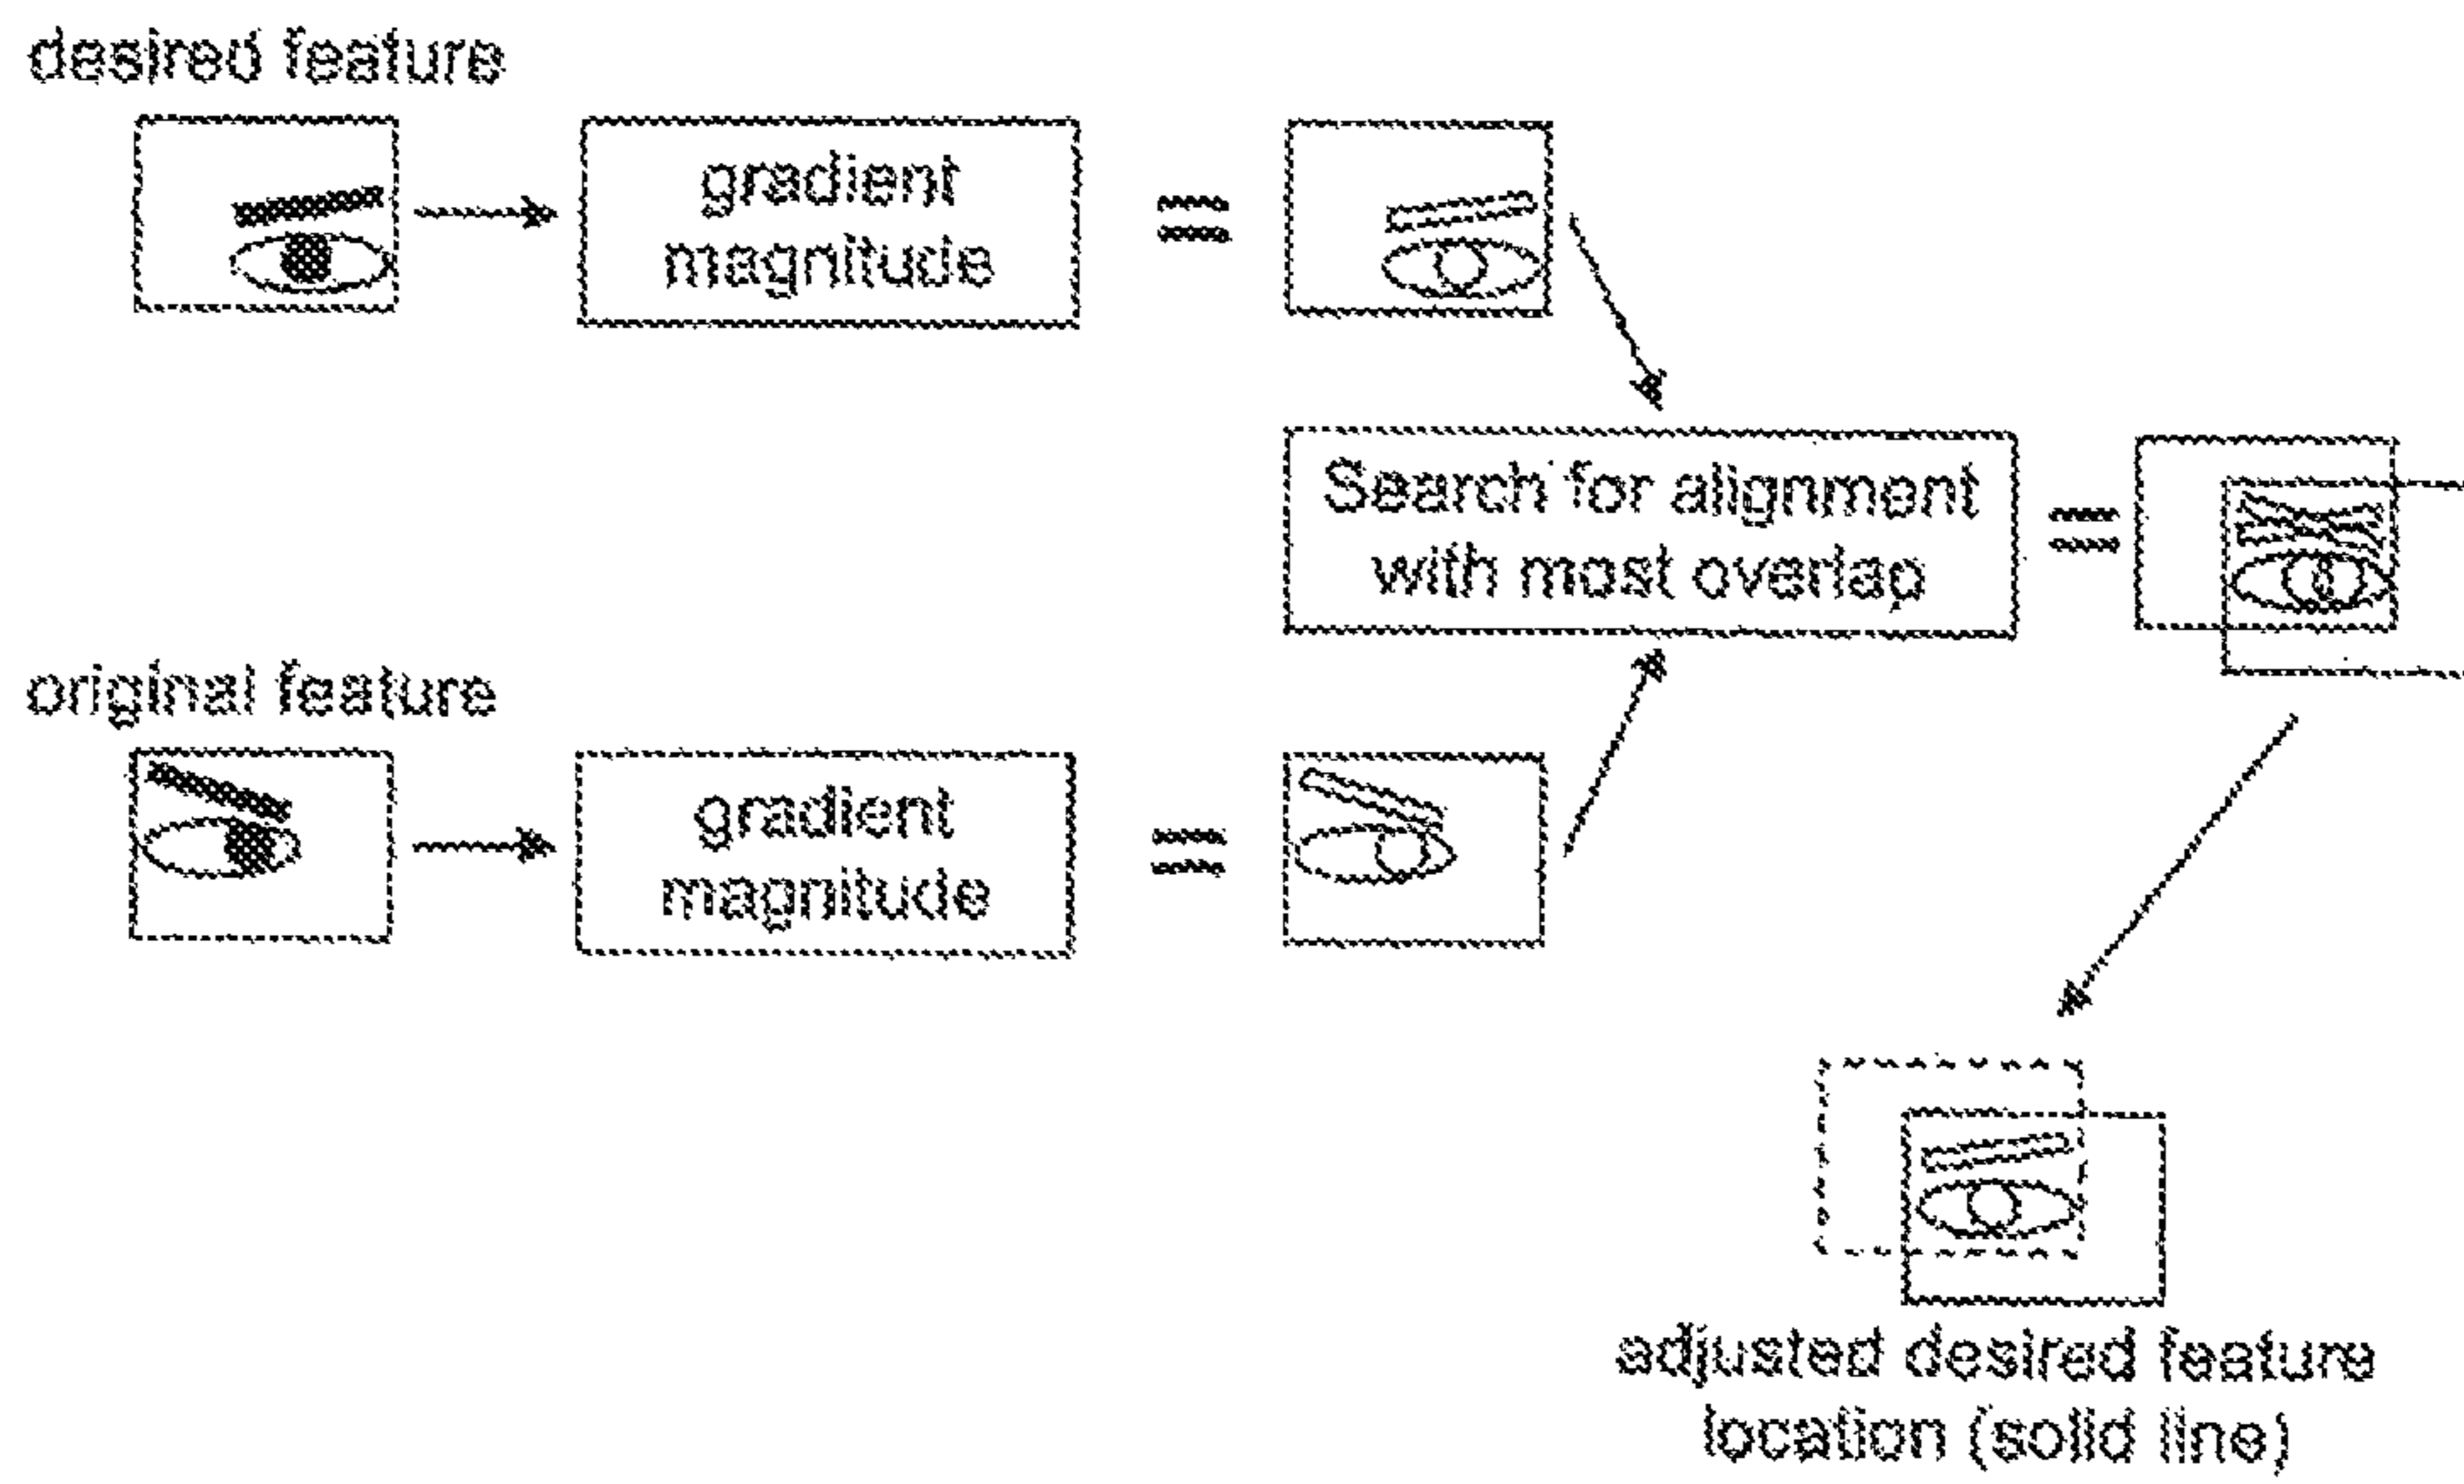 desired feature
gradient
magnitude
=
Search for alignment
with most overlap
=
original feature
gradient
magnitude
=
adjusted desired feature
location (solid line)